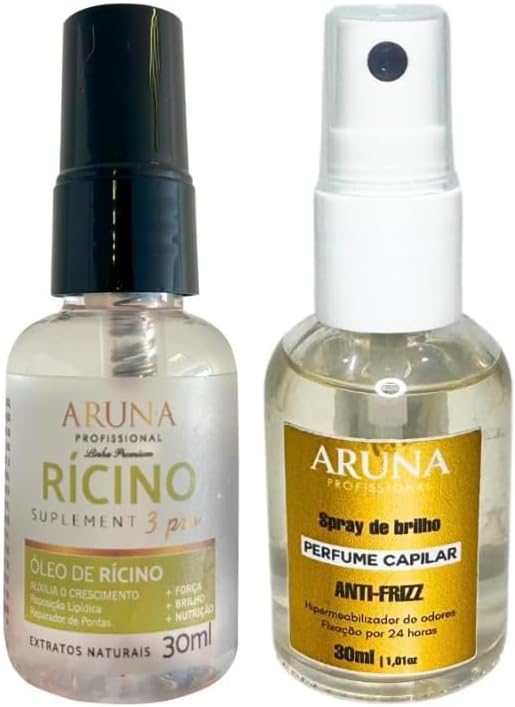 ARUNA
PROFISSIONAL
Linha Premium
RÍCINO
SUPLEMENT 3 pro
ÓLEO DE RÍCINO
AUXILIA O CRESCIMENTO
Reposição Lipídica
Reparador de Pontas
+ FORÇA
+ BRILHO
+ NUTRIÇÃO
EXTRATOS NATURAIS 30ml
ARUNA
PROFISSIONAL
Spray de brilho
PERFUME CAPILAR
ANTI-FRIZZ
Hipermeabilizador de odores
Fixação por 24 horas
30ml | 1,01oz